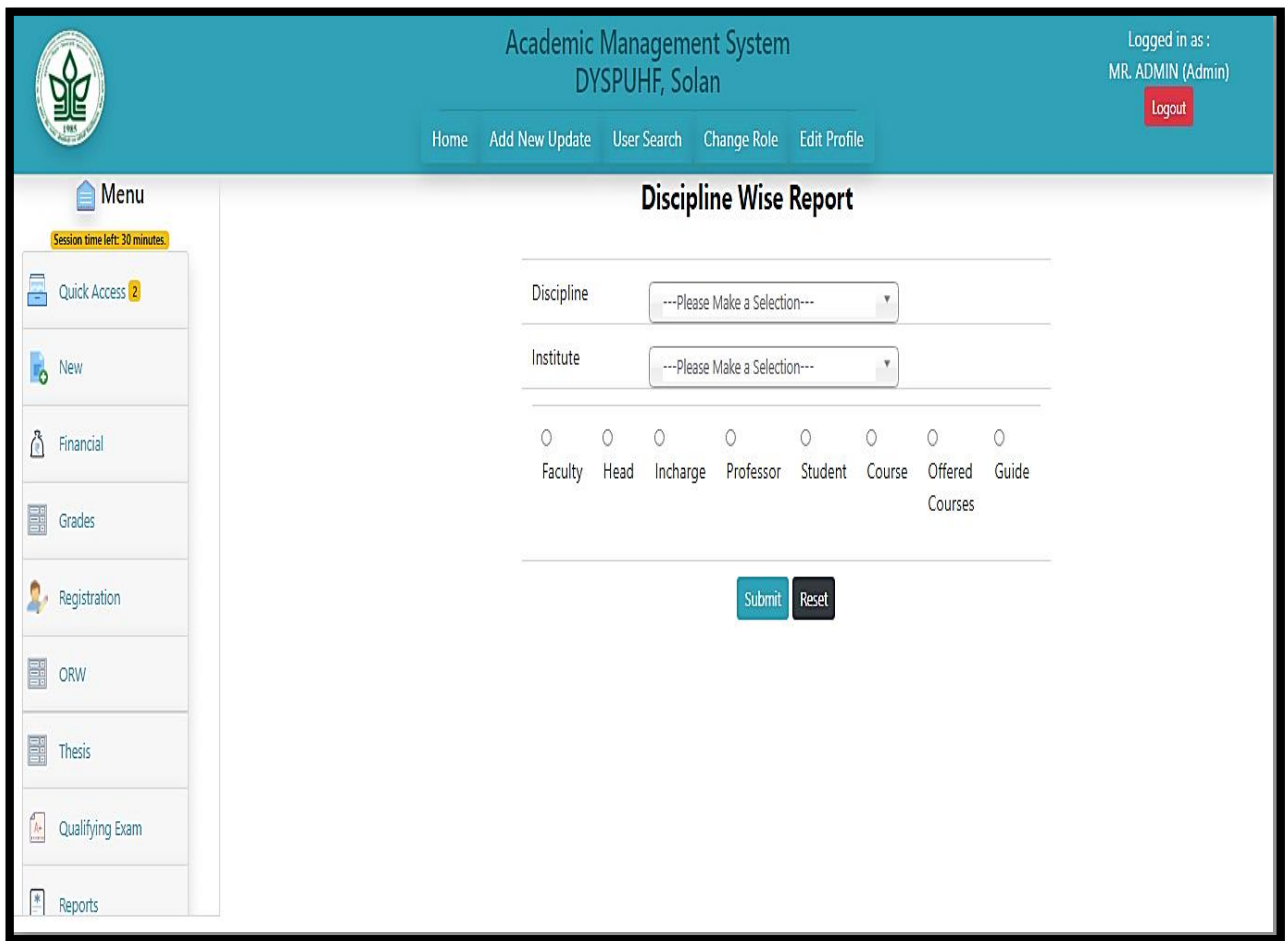 Academic Management System
DYSPUHF, Solan
Logged in as :
MR. ADMIN (Admin)
Logout
Home Add New Update User Search Change Role Edit Profile
1985
Menu
Session time left: 30 minutes.
Quick Access 2
New
Financial
Grades
Registration
ORW
Thesis
Qualifying Exam
Reports
Discipline Wise Report
Discipline ---Please Make a Selection---
Institute ---Please Make a Selection---
Faculty Head Incharge Professor Student Course Offered Guide
Courses
Submit Reset